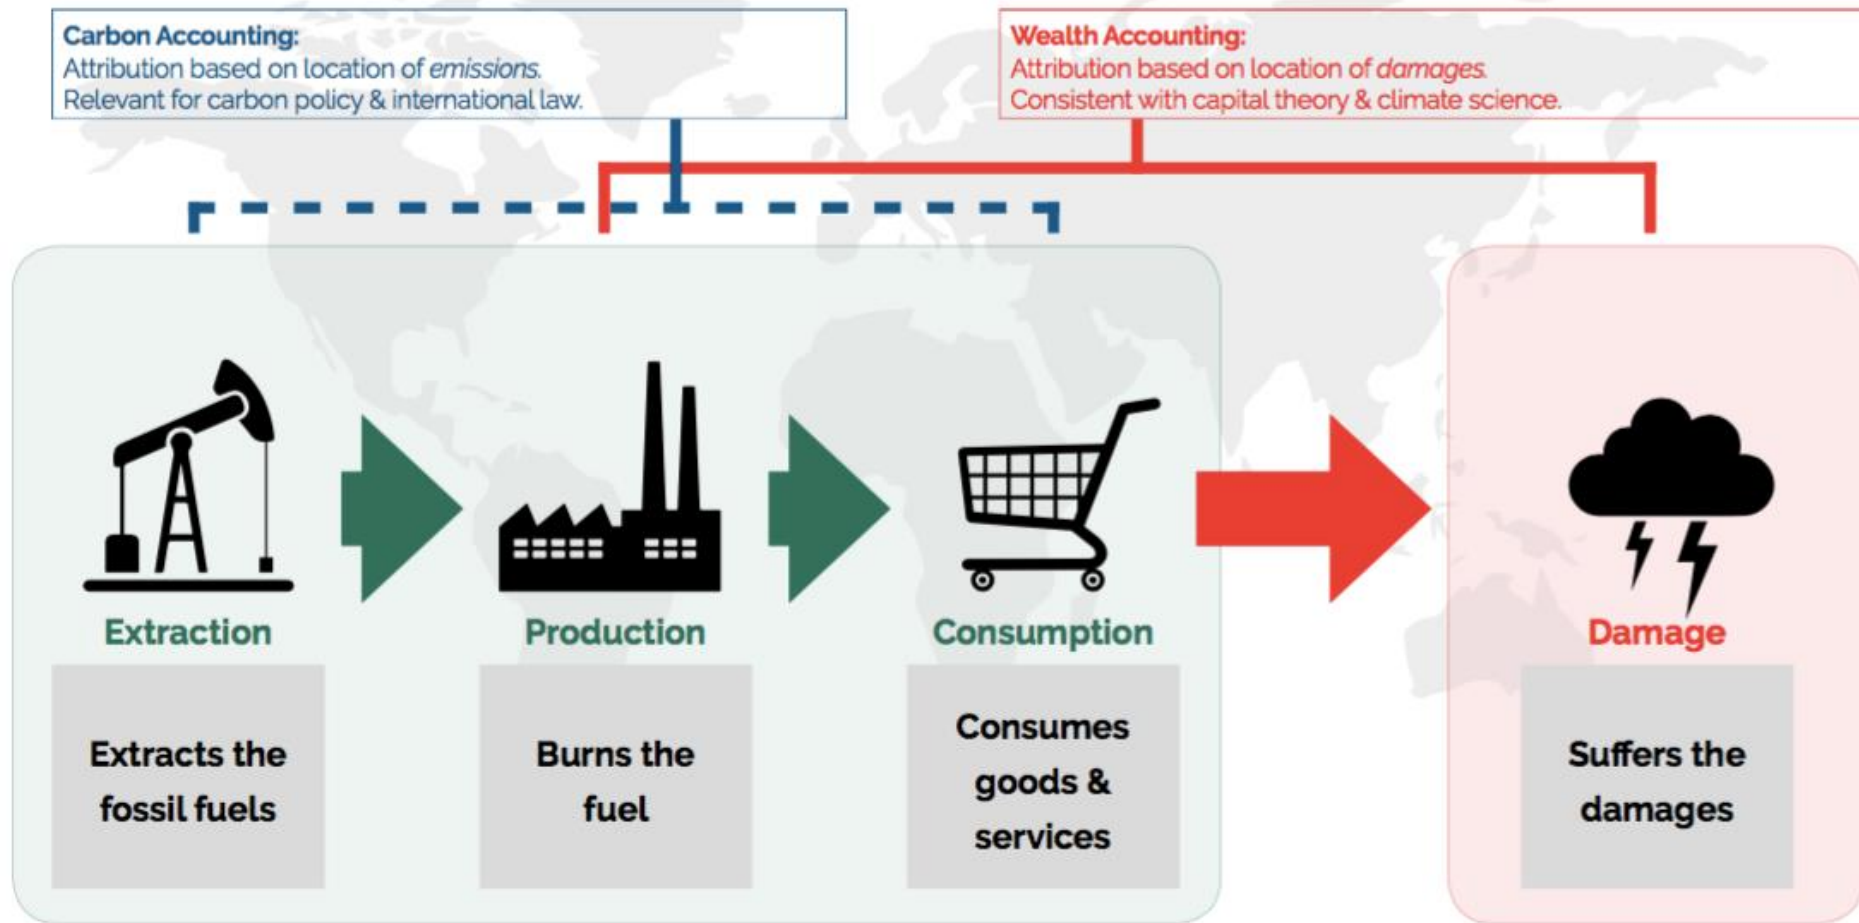 Carbon Accounting:
Attribution based on location of emissions.
Relevant for carbon policy & international law.
Wealth Accounting:
Attribution based on location of damages.
Consistent with capital theory & climate science.
Extraction
Production
Consumption
Damage
Extracts the
fossil fuels
Burns the
fuel
Consumes
goods &
services
Suffers the
damages